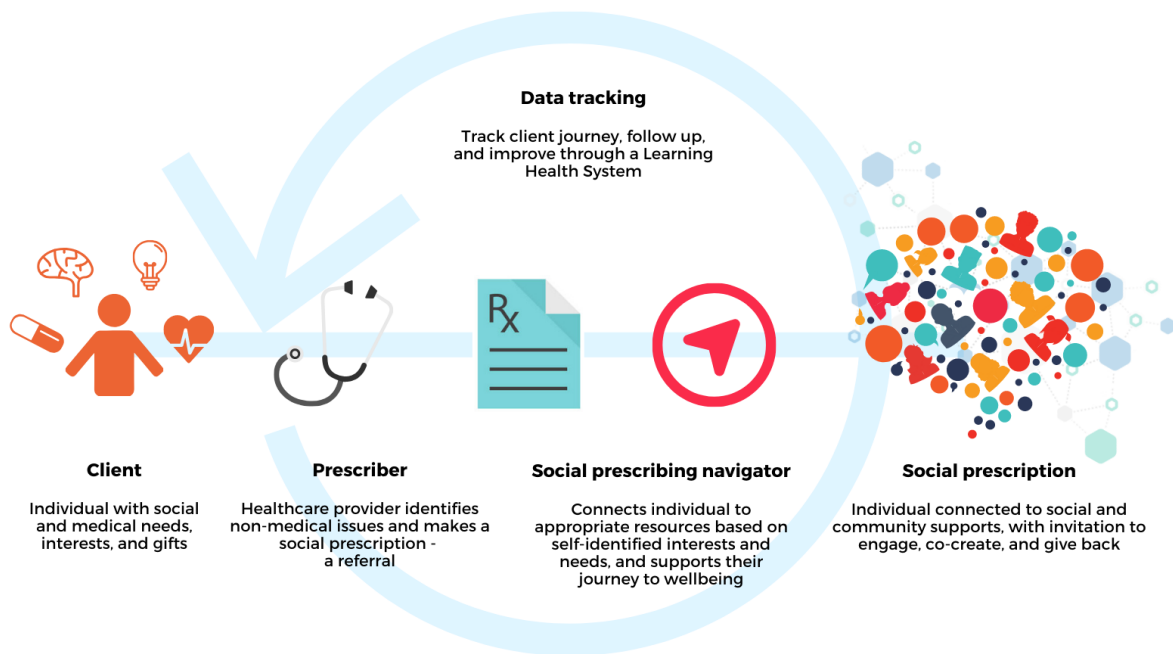 Data tracking
Track client journey, follow up,
and improve through a Learning
Health System
Rx
Client
Individual with social
and medical needs,
interests, and gifts
Prescriber
Healthcare provider identifies
non-medical issues and makes a
social prescription -
a referral
Social prescribing navigator
Connects individual to
appropriate resources based on
self-identified interests and
needs, and supports their
journey to wellbeing
Social prescription
Individual connected to social and
community supports, with invitation to
engage, co-create, and give back